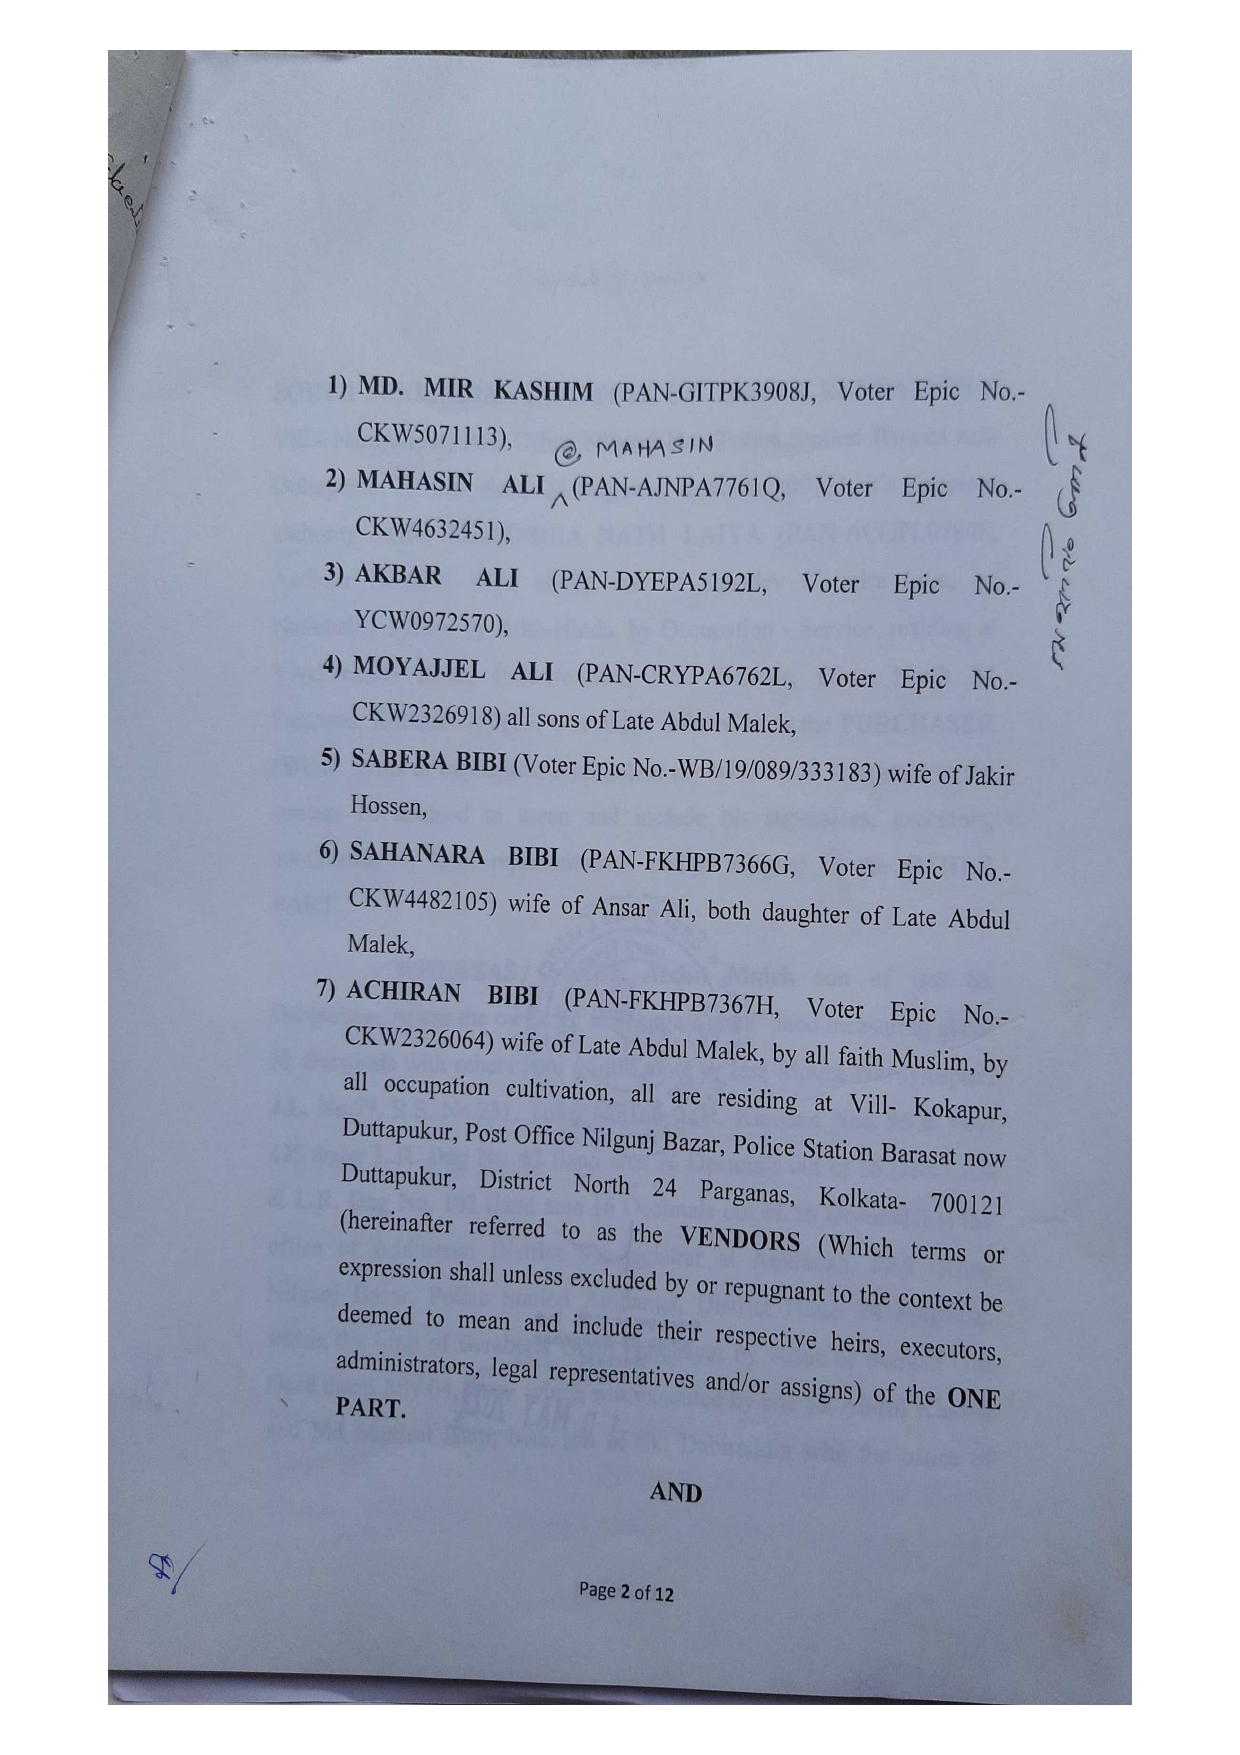 1) MD. MIR KASHIM (PAN-GITPK3908J, Voter Epic No.-
CKW5071113),
@ MAHASIN
2) MAHASIN ALI ^ (PAN-AJNPA7761Q, Voter Epic No.-
CKW4632451),
3) AKBAR ALI (PAN-DYEPA5192L, Voter Epic No.-
YCW0972570),
4) MOYAJJEL ALI (PAN-CRYPA6762L, Voter Epic No.-
CKW2326918) all sons of Late Abdul Malek,
5) SABERA BIBI (Voter Epic No.-WB/19/089/333183) wife of Jakir
Hossen,
6) SAHANARA BIBI (PAN-FKHPB7366G, Voter Epic No.-
CKW4482105) wife of Ansar Ali, both daughter of Late Abdul
Malek,
7) ACHIRAN BIBI (PAN-FKHPB7367H, Voter Epic No.-
CKW2326064) wife of Late Abdul Malek, by all faith Muslim, by
all occupation cultivation, all are residing at Vill- Kokapur,
Duttapukur, Post Office Nilgunj Bazar, Police Station Barasat now
Duttapukur, District North 24 Parganas, Kolkata- 700121
(hereinafter referred to as the VENDORS (Which terms or
expression shall unless excluded by or repugnant to the context be
deemed to mean and include their respective heirs, executors,
administrators, legal representatives and/or assigns) of the ONE
PART.
AND
Page 2 of 12